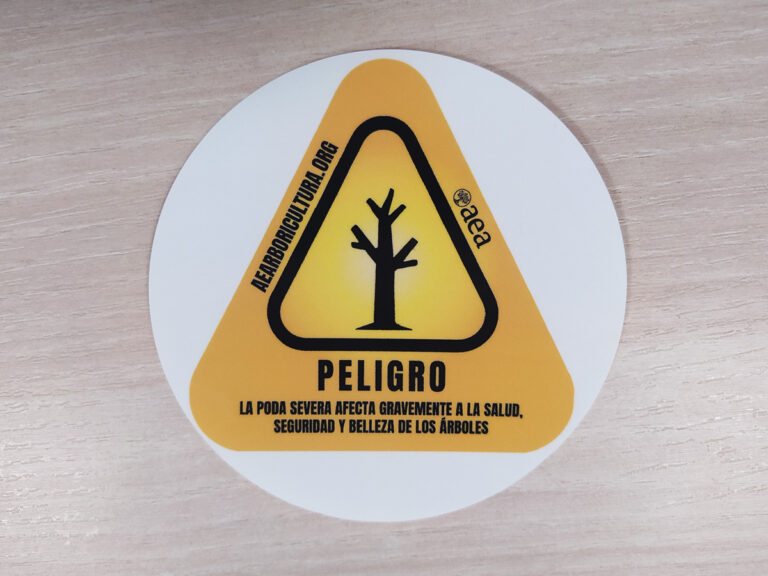 AEARBORICULTURA.ORG
aea
PELIGRO
LA PODA SEVERA AFECTA GRAVEMENTE A LA SALUD,
SEGURIDAD Y BELLEZA DE LOS ÁRBOLES